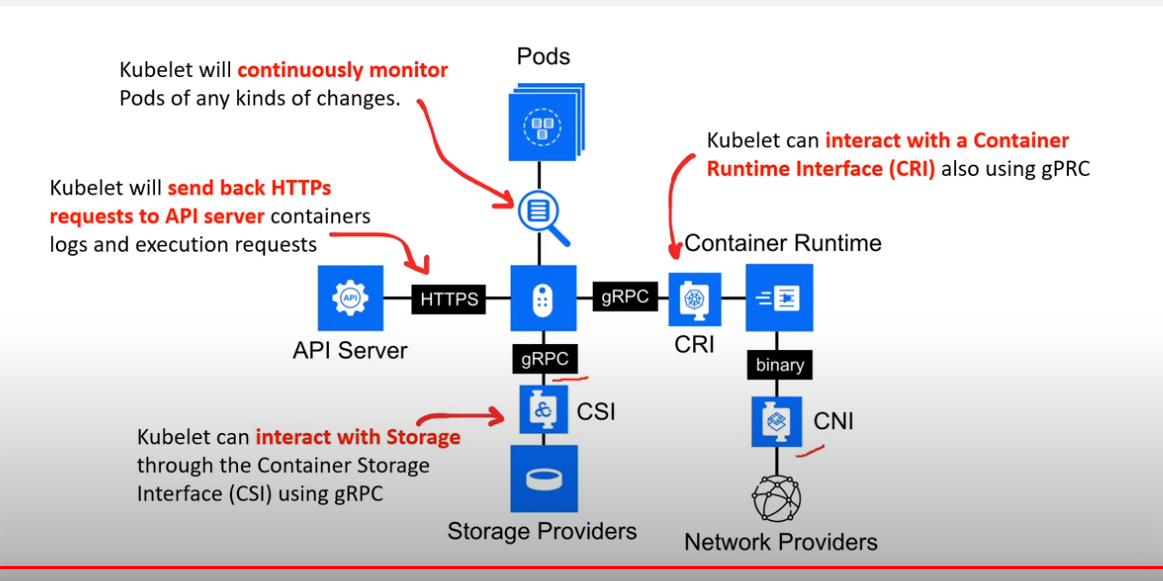 Pods
Kubelet will continuously monitor
Pods of any kinds of changes.
Kubelet can interact with a Container
Runtime Interface (CRI) also using gPRC
Kubelet will send back HTTPs
requests to API server containers
logs and execution requests
Container Runtime
API
HTTPS
gRPC
API Server
CRI
gRPC
binary
CSI
CNI
Kubelet can interact with Storage
through the Container Storage
Interface (CSI) using gRPC
Storage Providers
Network Providers